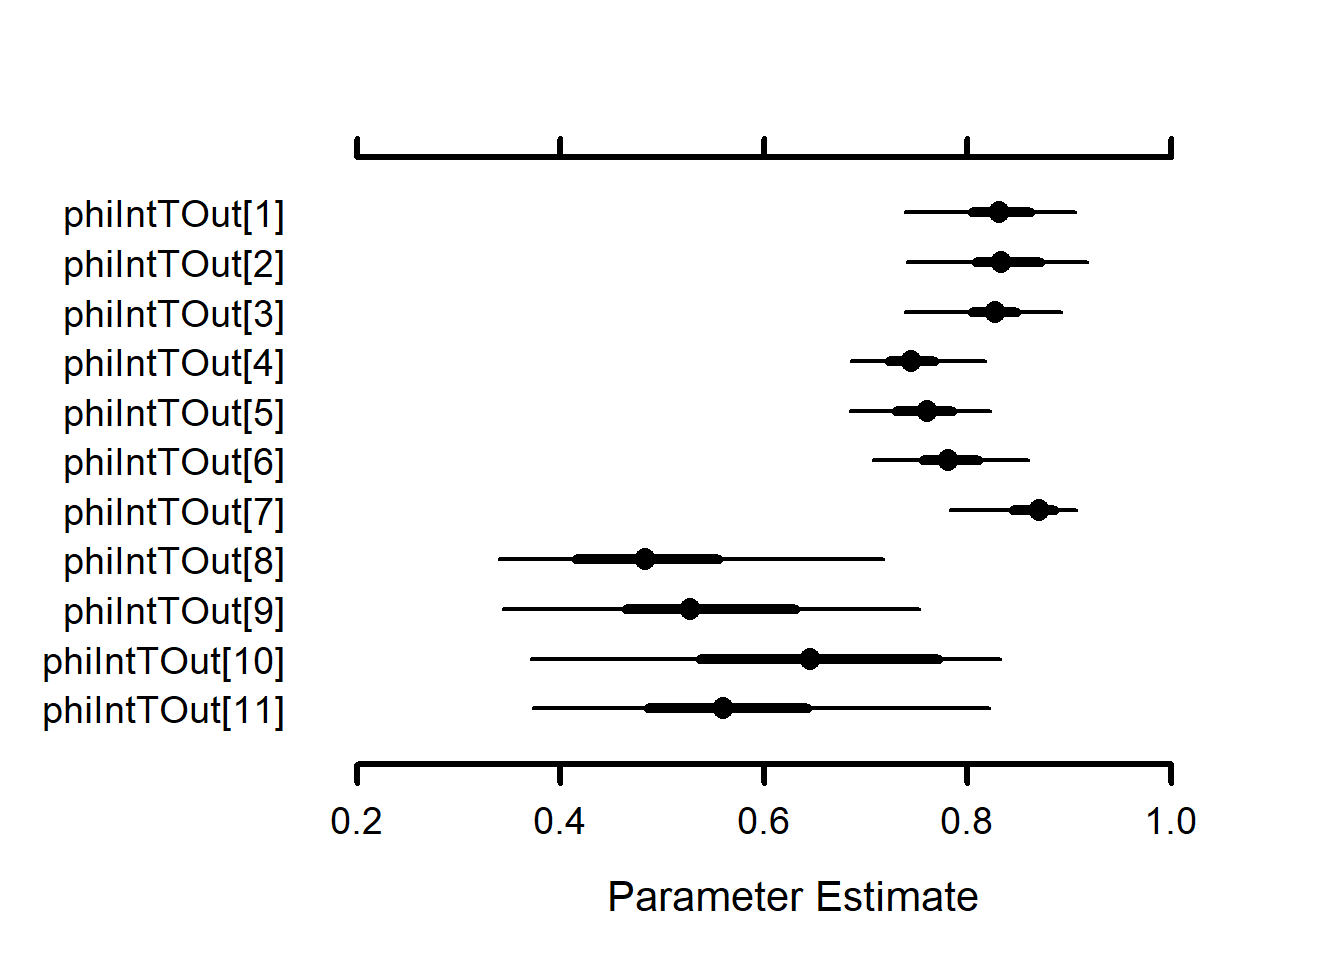 phiIntTOut[1]
phiIntTOut[2]
phiIntTOut[3]
phiIntTOut[4]
phiIntTOut[5]
phiIntTOut[6]
phiIntTOut[7]
phiIntTOut[8]
phiIntTOut[9]
phiIntTOut[10]
phiIntTOut[11]
0.2 0.4 0.6 0.8 1.0
Parameter Estimate